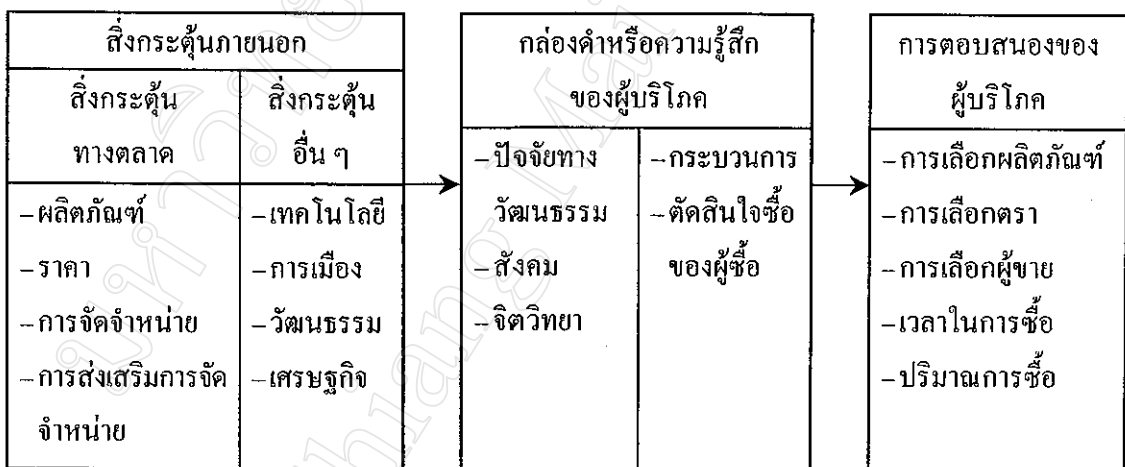 สิ่งกระตุ้นภายนอก
สิ่งกระตุ้น
ทางตลาด
สิ่งกระตุ้น
อื่น ๆ
–ผลิตภัณฑ์
–ราคา
–การจัดจำหน่าย
–การส่งเสริมการจัด
จำหน่าย
–เทคโนโลยี
–การเมือง
–วัฒนธรรม
–เศรษฐกิจ
กล่องดำหรือความรู้สึก
ของผู้บริโภค
–ปัจจัยทาง
วัฒนธรรม
–สังคม
–จิตวิทยา
–กระบวนการ
–ตัดสินใจซื้อ
ของผู้ซื้อ
การตอบสนองของ
ผู้บริโภค
–การเลือกผลิตภัณฑ์
–การเลือกตรา
–การเลือกผู้ขาย
–เวลาในการซื้อ
–ปริมาณการซื้อ